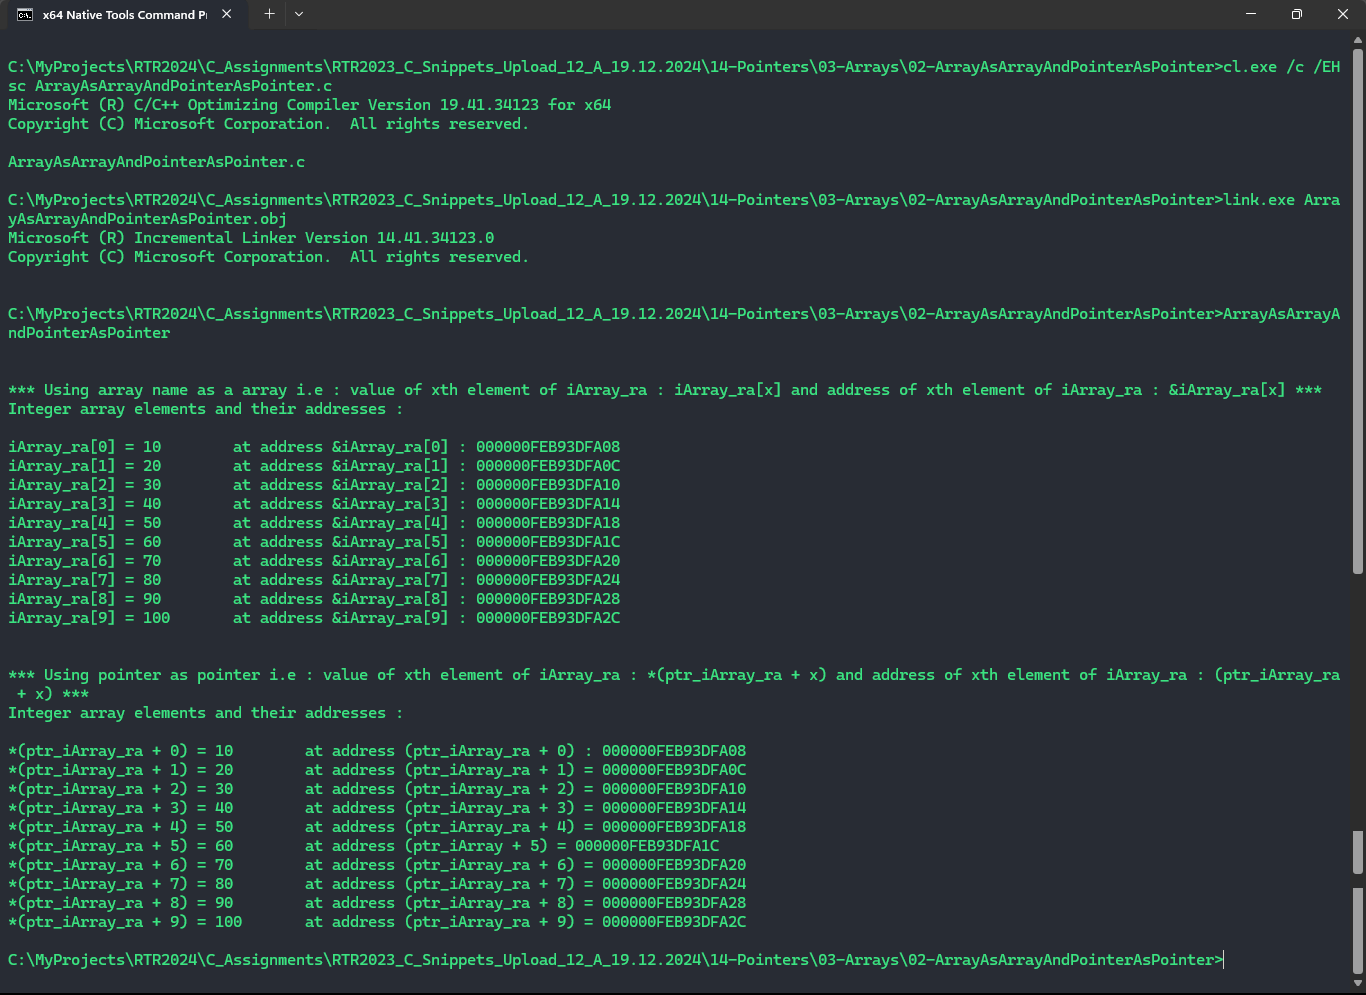 x64 Native Tools Command Pr
C:\MyProjects\RTR2024\C_Assignments\RTR2023_C_Snippets_Upload_12_A_19.12.2024\14-Pointers\03-Arrays\02-ArrayAsArrayAndPointerAsPointer>cl.exe /c /EH
sc ArrayAsArrayAndPointerAsPointer.c
Microsoft (R) C/C++ Optimizing Compiler Version 19.41.34123 for x64
Copyright (C) Microsoft Corporation.  All rights reserved.
ArrayAsArrayAndPointerAsPointer.c
C:\MyProjects\RTR2024\C_Assignments\RTR2023_C_Snippets_Upload_12_A_19.12.2024\14-Pointers\03-Arrays\02-ArrayAsArrayAndPointerAsPointer>link.exe Arra
yAsArrayAndPointerAsPointer.obj
Microsoft (R) Incremental Linker Version 14.41.34123.0
Copyright (C) Microsoft Corporation.  All rights reserved.
C:\MyProjects\RTR2024\C_Assignments\RTR2023_C_Snippets_Upload_12_A_19.12.2024\14-Pointers\03-Arrays\02-ArrayAsArrayAndPointerAsPointer>ArrayAsArrayA
ndPointerAsPointer
*** Using array name as a array i.e : value of xth element of iArray_ra : iArray_ra[x] and address of xth element of iArray_ra : &iArray_ra[x] ***
Integer array elements and their addresses :
iArray_ra[0] = 10        at address &iArray_ra[0] : 000000FEB93DFA08
iArray_ra[1] = 20        at address &iArray_ra[1] : 000000FEB93DFA0C
iArray_ra[2] = 30        at address &iArray_ra[2] : 000000FEB93DFA10
iArray_ra[3] = 40        at address &iArray_ra[3] : 000000FEB93DFA14
iArray_ra[4] = 50        at address &iArray_ra[4] : 000000FEB93DFA18
iArray_ra[5] = 60        at address &iArray_ra[5] : 000000FEB93DFA1C
iArray_ra[6] = 70        at address &iArray_ra[6] : 000000FEB93DFA20
iArray_ra[7] = 80        at address &iArray_ra[7] : 000000FEB93DFA24
iArray_ra[8] = 90        at address &iArray_ra[8] : 000000FEB93DFA28
iArray_ra[9] = 100       at address &iArray_ra[9] : 000000FEB93DFA2C
*** Using pointer as pointer i.e : value of xth element of iArray_ra : *(ptr_iArray_ra + x) and address of xth element of iArray_ra : (ptr_iArray_ra
 + x) ***
Integer array elements and their addresses :
*(ptr_iArray_ra + 0) = 10        at address (ptr_iArray_ra + 0) : 000000FEB93DFA08
*(ptr_iArray_ra + 1) = 20        at address (ptr_iArray_ra + 1) = 000000FEB93DFA0C
*(ptr_iArray_ra + 2) = 30        at address (ptr_iArray_ra + 2) = 000000FEB93DFA10
*(ptr_iArray_ra + 3) = 40        at address (ptr_iArray_ra + 3) = 000000FEB93DFA14
*(ptr_iArray_ra + 4) = 50        at address (ptr_iArray_ra + 4) = 000000FEB93DFA18
*(ptr_iArray_ra + 5) = 60        at address (ptr_iArray + 5) = 000000FEB93DFA1C
*(ptr_iArray_ra + 6) = 70        at address (ptr_iArray_ra + 6) = 000000FEB93DFA20
*(ptr_iArray_ra + 7) = 80        at address (ptr_iArray_ra + 7) = 000000FEB93DFA24
*(ptr_iArray_ra + 8) = 90        at address (ptr_iArray_ra + 8) = 000000FEB93DFA28
*(ptr_iArray_ra + 9) = 100       at address (ptr_iArray_ra + 9) = 000000FEB93DFA2C
C:\MyProjects\RTR2024\C_Assignments\RTR2023_C_Snippets_Upload_12_A_19.12.2024\14-Pointers\03-Arrays\02-ArrayAsArrayAndPointerAsPointer>